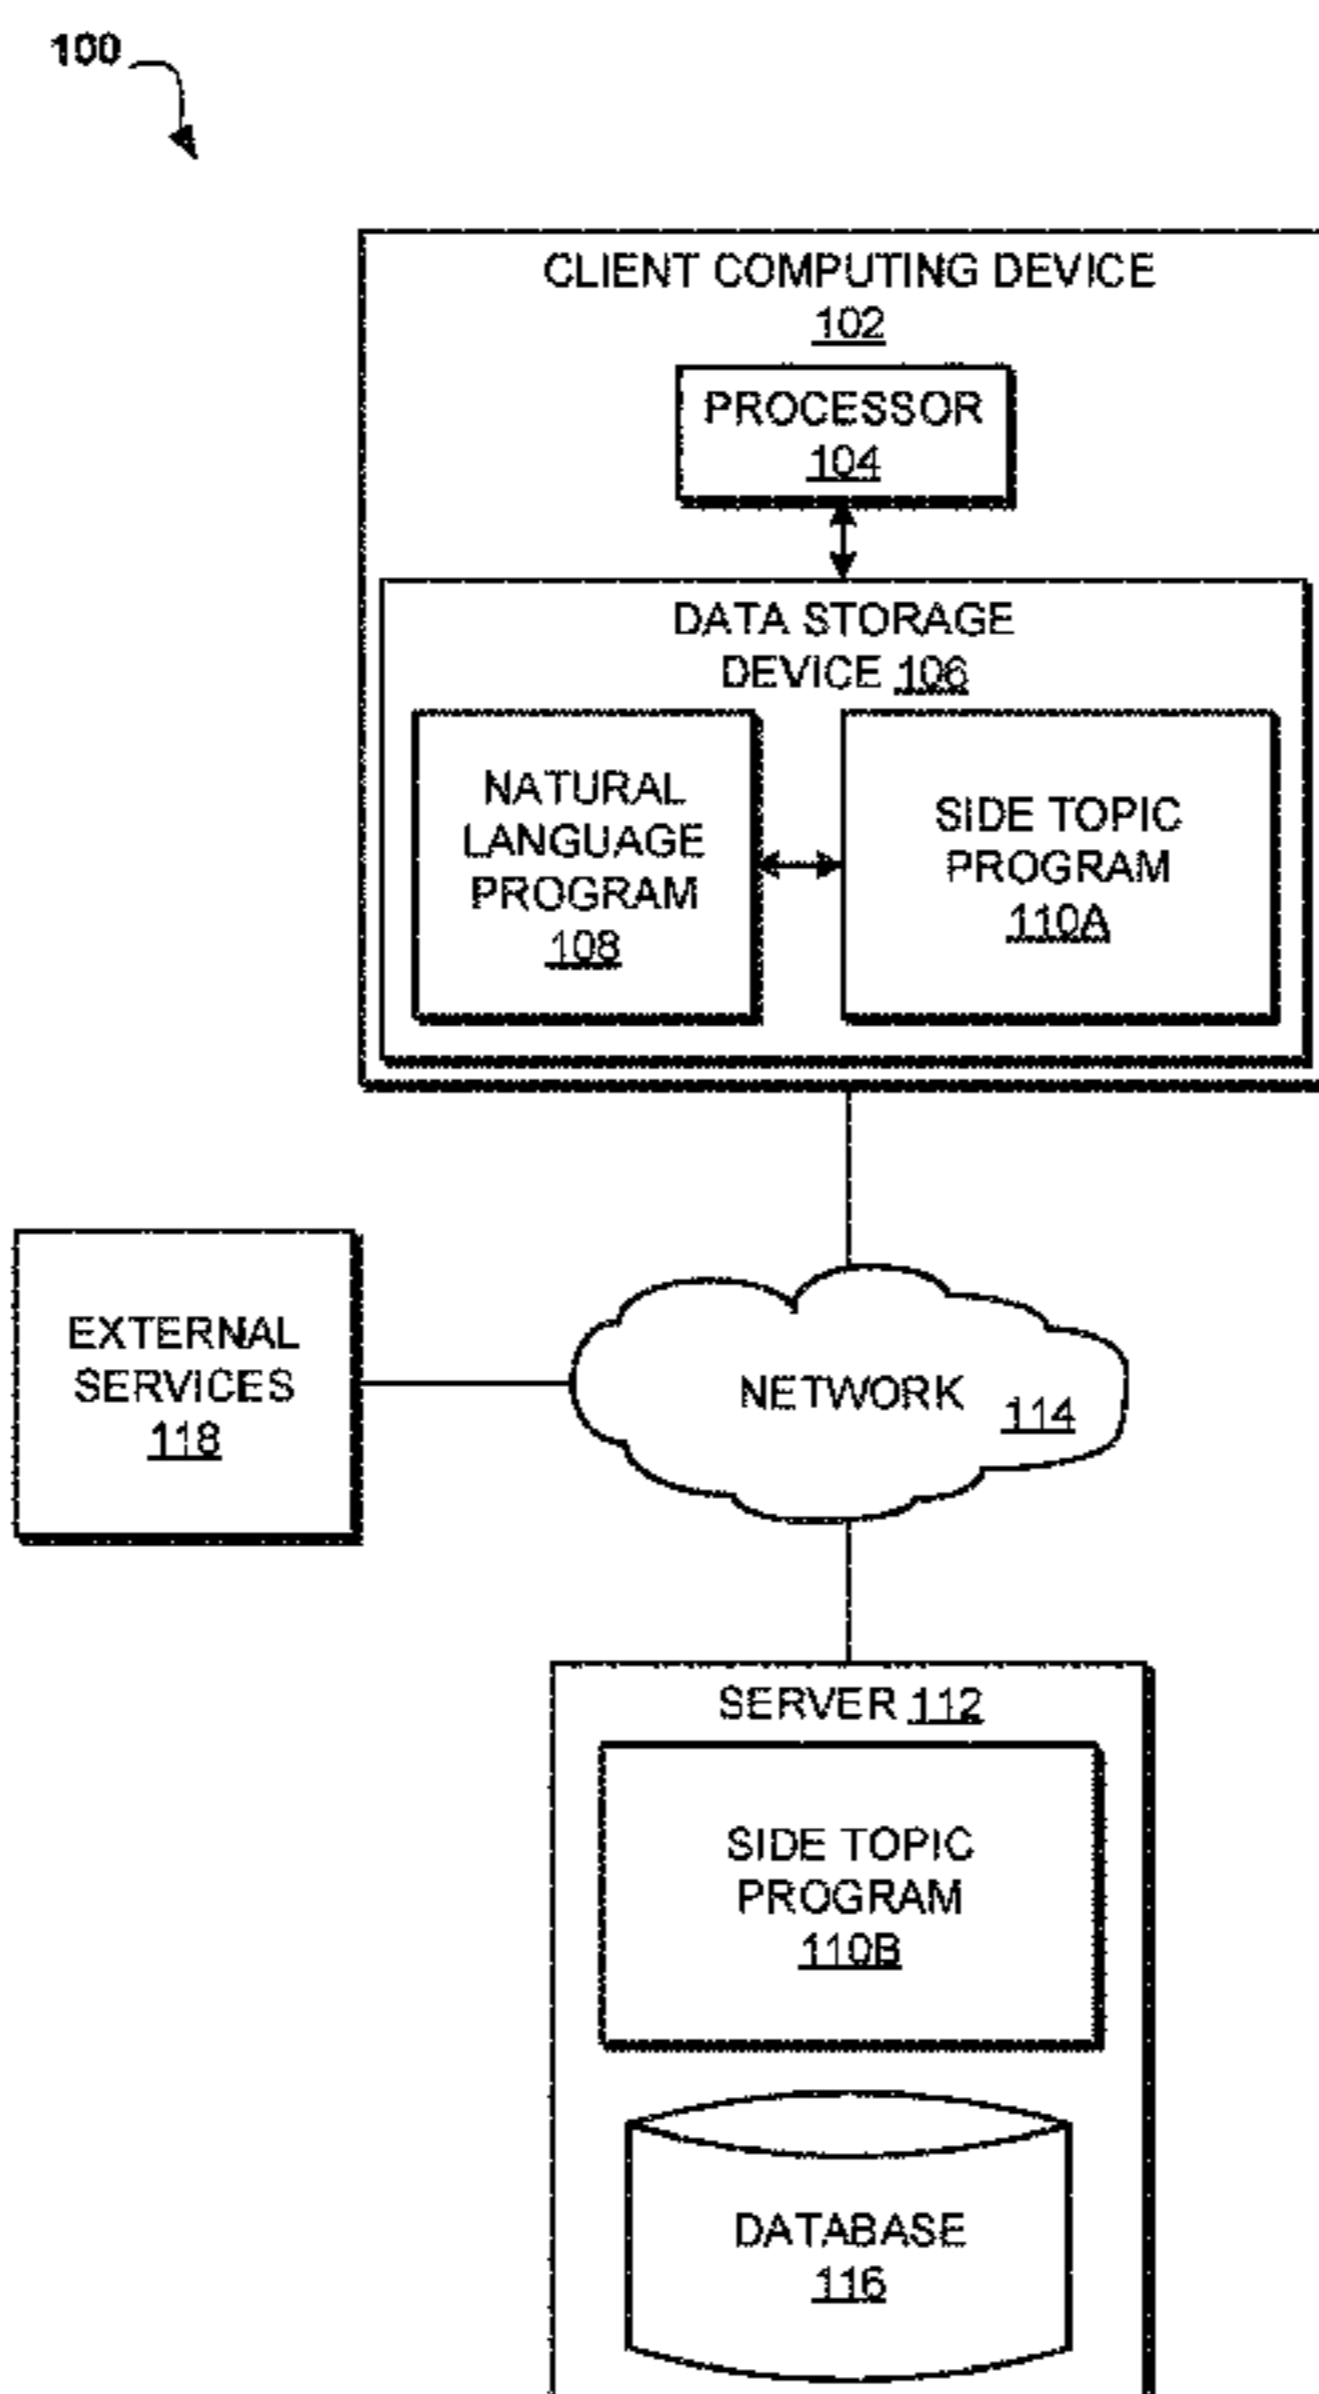 100
CLIENT COMPUTING DEVICE
102
PROCESSOR
104
DATA STORAGE
DEVICE 106
NATURAL
LANGUAGE
PROGRAM
108
SIDE TOPIC
PROGRAM
110A
EXTERNAL
SERVICES
118
NETWORK 114
SERVER 112
SIDE TOPIC
PROGRAM
110B
DATABASE
116